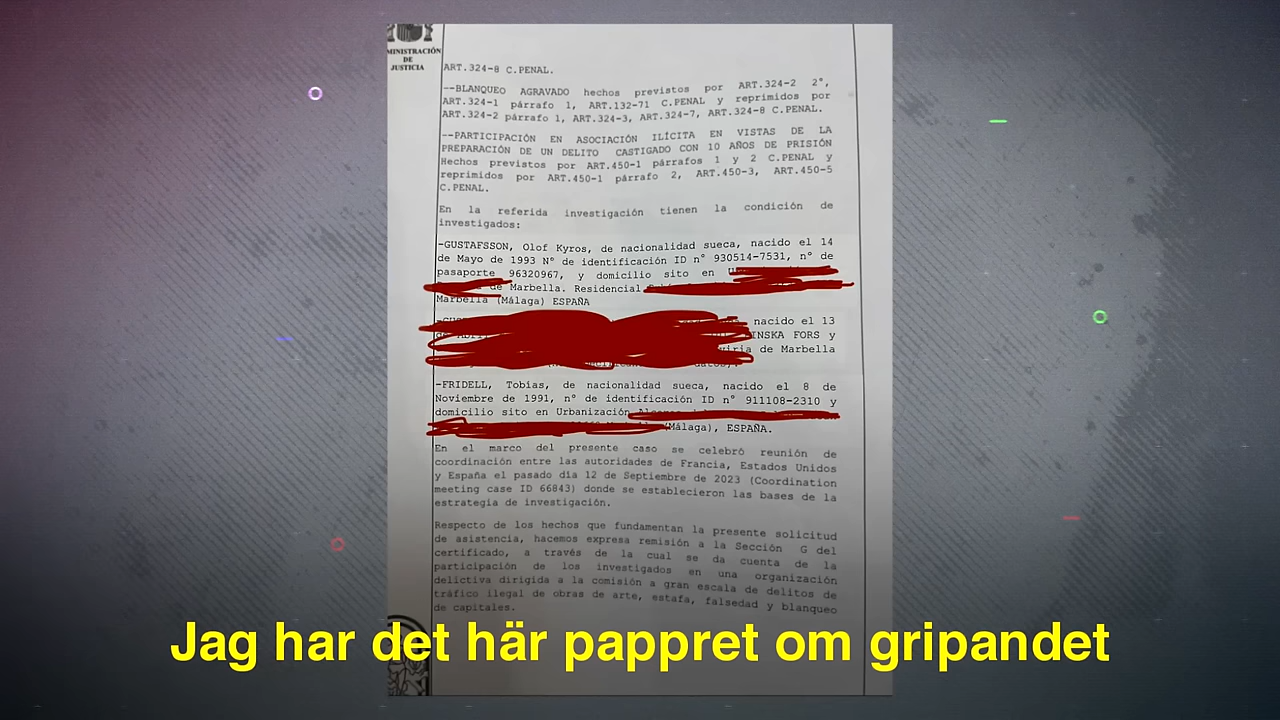 MINISTRACIÓN
DE
JUSTICIA
ART.324-8 C.PENAL.
--BLANQUEO AGRAVADO hechos previstos por ART.324-2 2°,
ART.324-1 párrafo 1, ART.132-71 C.PENAL y reprimidos por
ART.324-2 párrafo 1, ART.324-3, ART.324-7, ART.324-8 C.PENAL.
--PARTICIPACIÓN EN ASOCIACIÓN ILÍCITA EN VISTAS DE LA
PREPARACIÓN DE UN DELITO CASTIGADO CON 10 AÑOS DE PRISIÓN
Hechos previstos por ART.450-1 párrafos 1 y 2 C.PENAL y
reprimidos por ART.450-1 párrafo 2, ART.450-3, ART.450-5
C.PENAL.
En la referida investigación tienen la condición de
investigados:
-GUSTAFSSON, Olof Kyros, de nacionalidad sueca, nacido el 14
de Mayo de 1993 N° de identificación ID n° 930514-7531, n° de
pasaporte 96320967, y domicilio sito en
de Marbella. Residencial
Marbella (Málaga) ESPAÑA
nacido el 13
INSKA FORS y
de Marbella
-FRIDELL, Tobías, de nacionalidad sueca, nacido el 8 de
Noviembre de 1991, n° de identificación ID n° 911108-2310 y
domicilio sito en Urbanización
(Málaga), ESPAÑA.
En el marco del presente caso se celebró reunión de
coordinación entre las autoridades de Francia, Estados Unidos
y España el pasado día 12 de Septiembre de 2023 (Coordination
meeting case ID 66843) donde se establecieron las bases de la
estrategia de investigación.
Respecto de los hechos que fundamentan la presente solicitud
de asistencia, hacemos expresa remisión a la Sección G del
certificado, a través de la cual se da cuenta de la
participación de los investigados en una organización
delictiva dirigida a la comisión a gran escala de delitos de
tráfico ilegal de obras de arte, estafa, falsedad y blanqueo
de capitales.
Jag har det här pappret om gripandet